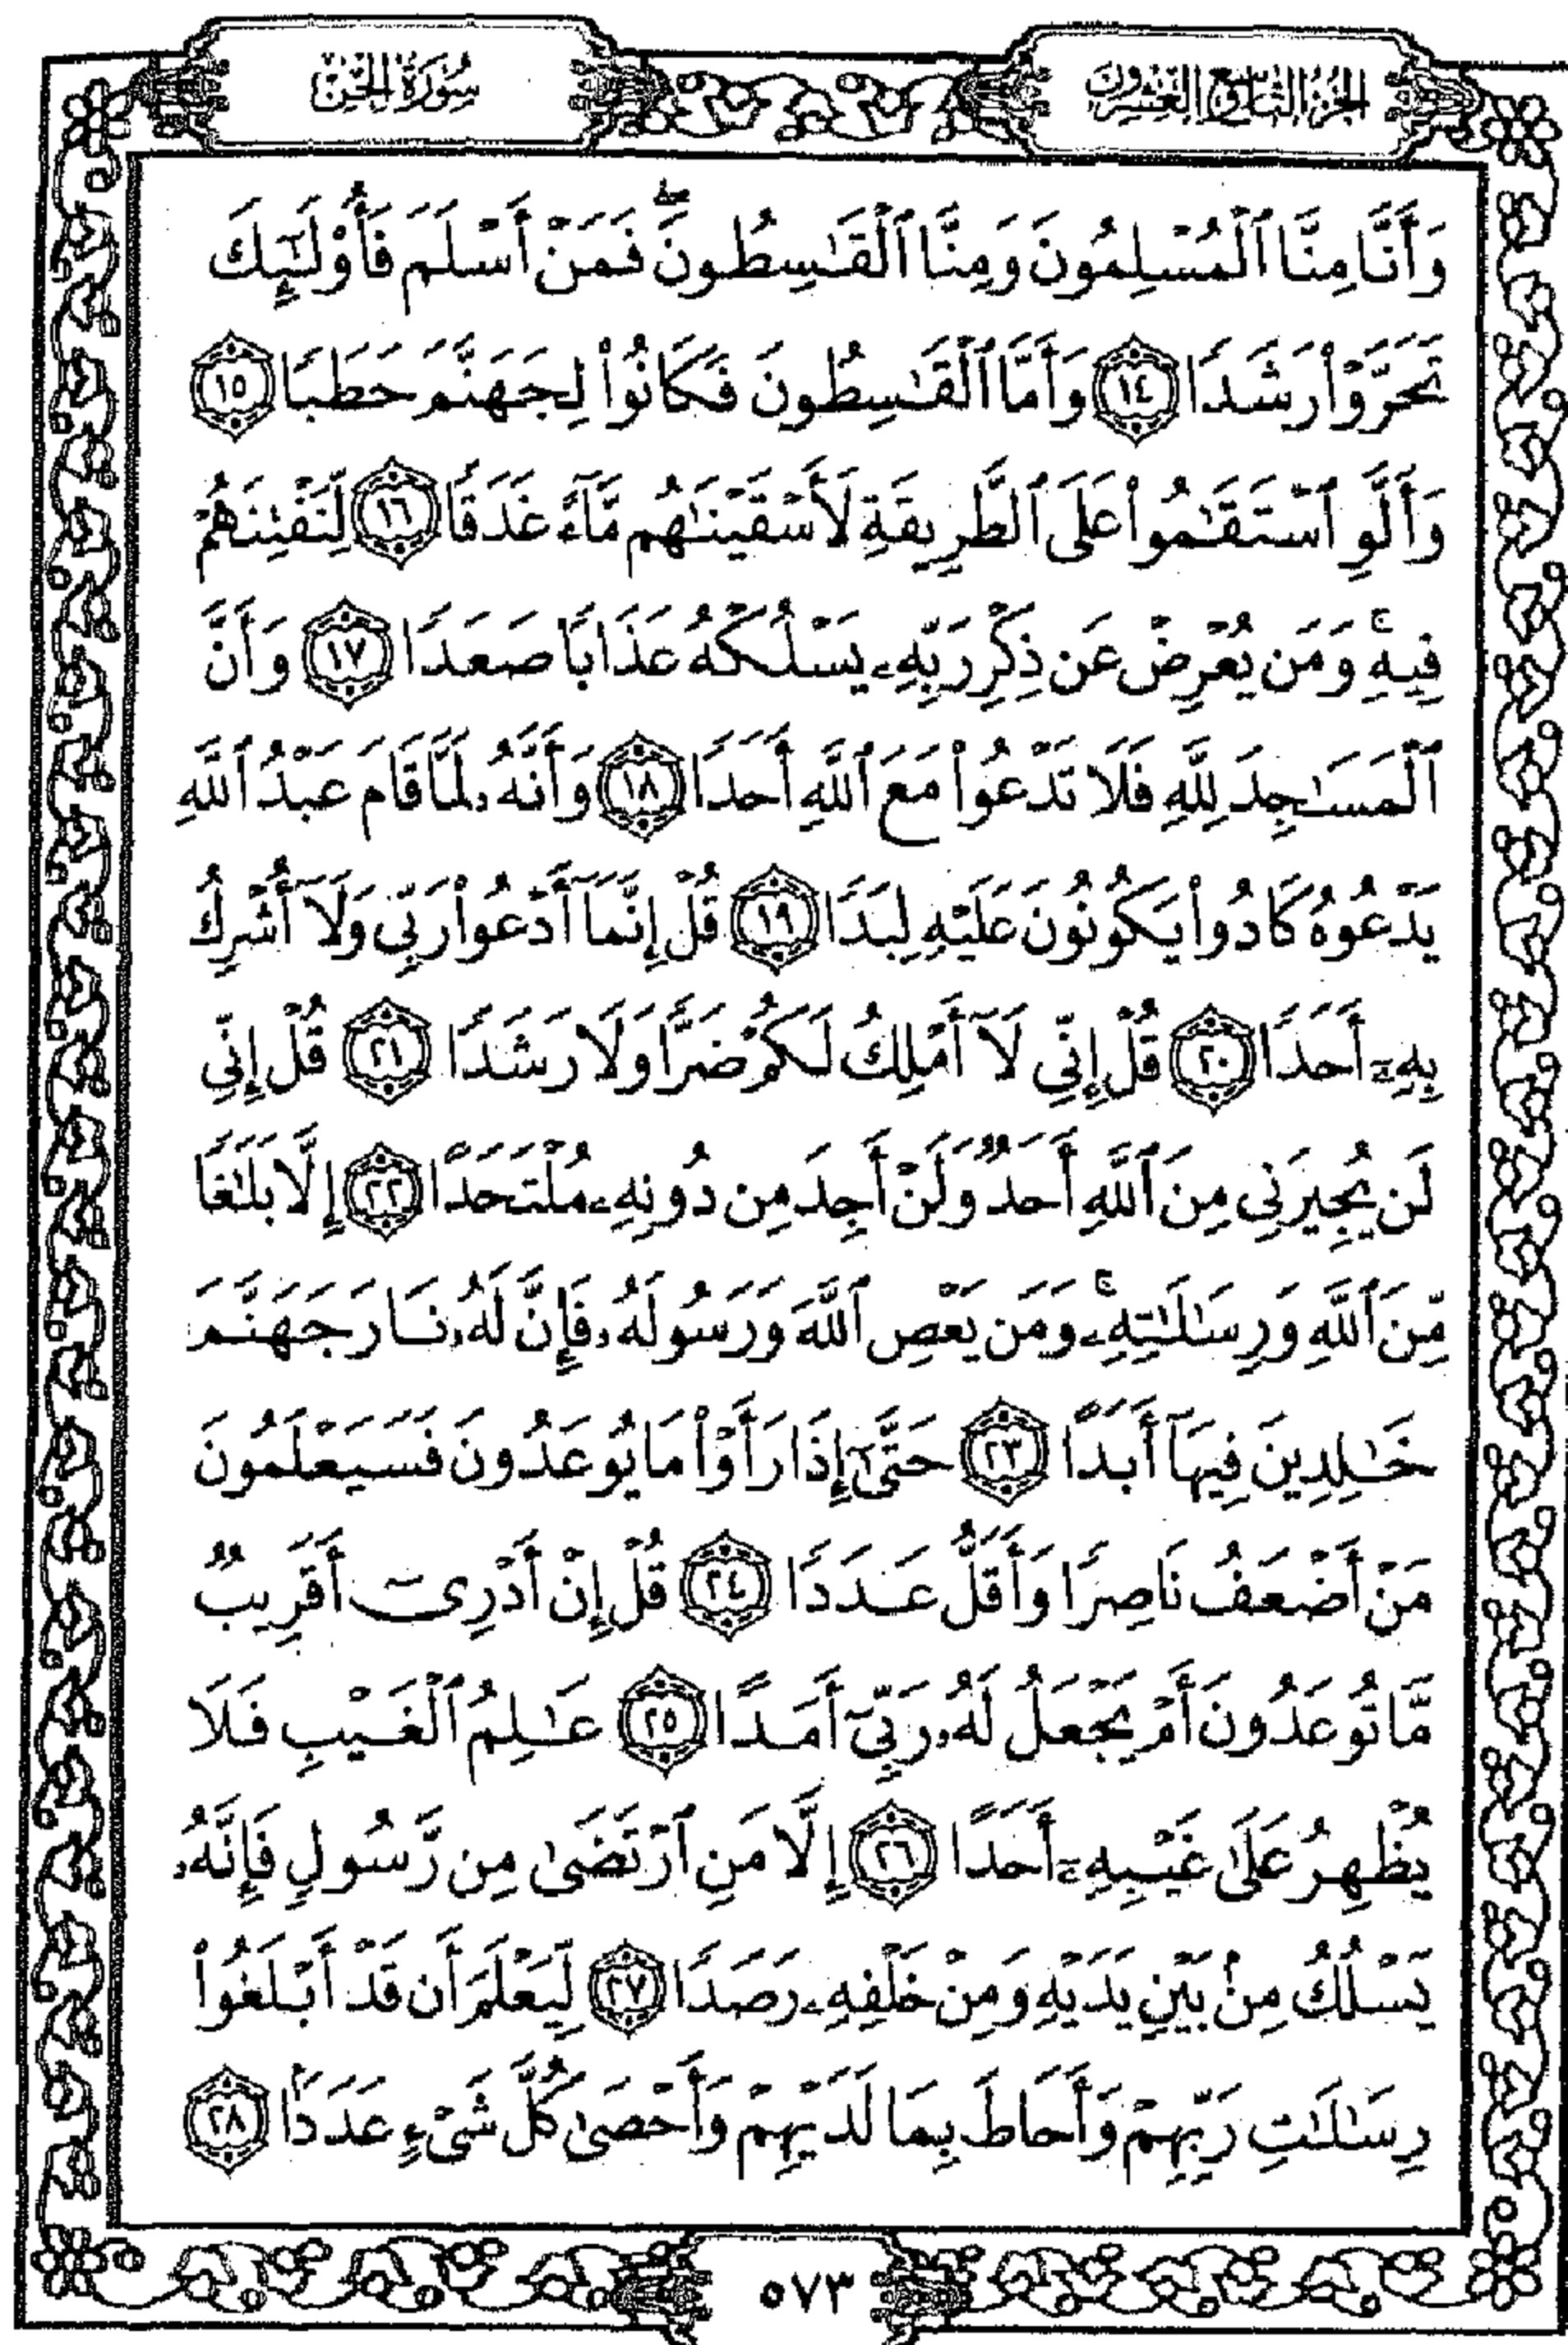 الجزء التاسع والعشرون
سورة الجن
وَأَنَّا مِنَّا ٱلْمُسْلِمُونَ وَمِنَّا ٱلْقَٰسِطُونَ ۖ فَمَنْ أَسْلَمَ فَأُو۟لَٰٓئِكَ
تَحَرَّوْا۟ رَشَدًا ١٤ وَأَمَّا ٱلْقَٰسِطُونَ فَكَانُوا۟ لِجَهَنَّمَ حَطَبًا ١٥
وَأَلَّوِ ٱسْتَقَٰمُوا۟ عَلَى ٱلطَّرِيقَةِ لَأَسْقَيْنَٰهُم مَّآءً غَدَقًا ١٦ لِّنَفْتِنَهُمْ
فِيهِ ۚ وَمَن يُعْرِضْ عَن ذِكْرِ رَبِّهِۦ يَسْلُكْهُ عَذَابًا صَعَدًا ١٧ وَأَنَّ
ٱلْمَسَٰجِدَ لِلَّهِ فَلَا تَدْعُوا۟ مَعَ ٱللَّهِ أَحَدًا ١٨ وَأَنَّهُۥ لَمَّا قَامَ عَبْدُ ٱللَّهِ
يَدْعُوهُ كَادُوا۟ يَكُونُونَ عَلَيْهِ لِبَدًا ١٩ قُلْ إِنَّمَآ أَدْعُوا۟ رَبِّى وَلَآ أُشْرِكُ
بِهِۦٓ أَحَدًا ٢٠ قُلْ إِنِّى لَآ أَمْلِكُ لَكُمْ ضَرًّا وَلَا رَشَدًا ٢١ قُلْ إِنِّى
لَن يُجِيرَنِى مِنَ ٱللَّهِ أَحَدٌ وَلَنْ أَجِدَ مِن دُونِهِۦ مُلْتَحَدًا ٢٢ إِلَّا بَلَٰغًا
مِّنَ ٱللَّهِ وَرِسَٰلَٰتِهِۦ ۚ وَمَن يَعْصِ ٱللَّهَ وَرَسُولَهُۥ فَإِنَّ لَهُۥ نَارَ جَهَنَّمَ
خَٰلِدِينَ فِيهَآ أَبَدًا ٢٣ حَتَّىٰٓ إِذَا رَأَوْا۟ مَا يُوعَدُونَ فَسَيَعْلَمُونَ
مَنْ أَضْعَفُ نَاصِرًا وَأَقَلُّ عَدَدًا ٢٤ قُلْ إِنْ أَدْرِىٓ أَقَرِيبٌ
مَّا تُوعَدُونَ أَمْ يَجْعَلُ لَهُۥ رَبِّىٓ أَمَدًا ٢٥ عَٰلِمُ ٱلْغَيْبِ فَلَا
يُظْهِرُ عَلَىٰ غَيْبِهِۦٓ أَحَدًا ٢٦ إِلَّا مَنِ ٱرْتَضَىٰ مِن رَّسُولٍ فَإِنَّهُۥ
يَسْلُكُ مِنۢ بَيْنِ يَدَيْهِ وَمِنْ خَلْفِهِۦ رَصَدًا ٢٧ لِّيَعْلَمَ أَن قَدْ أَبْلَغُوا۟
رِسَٰلَٰتِ رَبِّهِمْ وَأَحَاطَ بِمَا لَدَيْهِمْ وَأَحْصَىٰ كُلَّ شَىْءٍ عَدَدًۢا ٢٨
٥٧٣